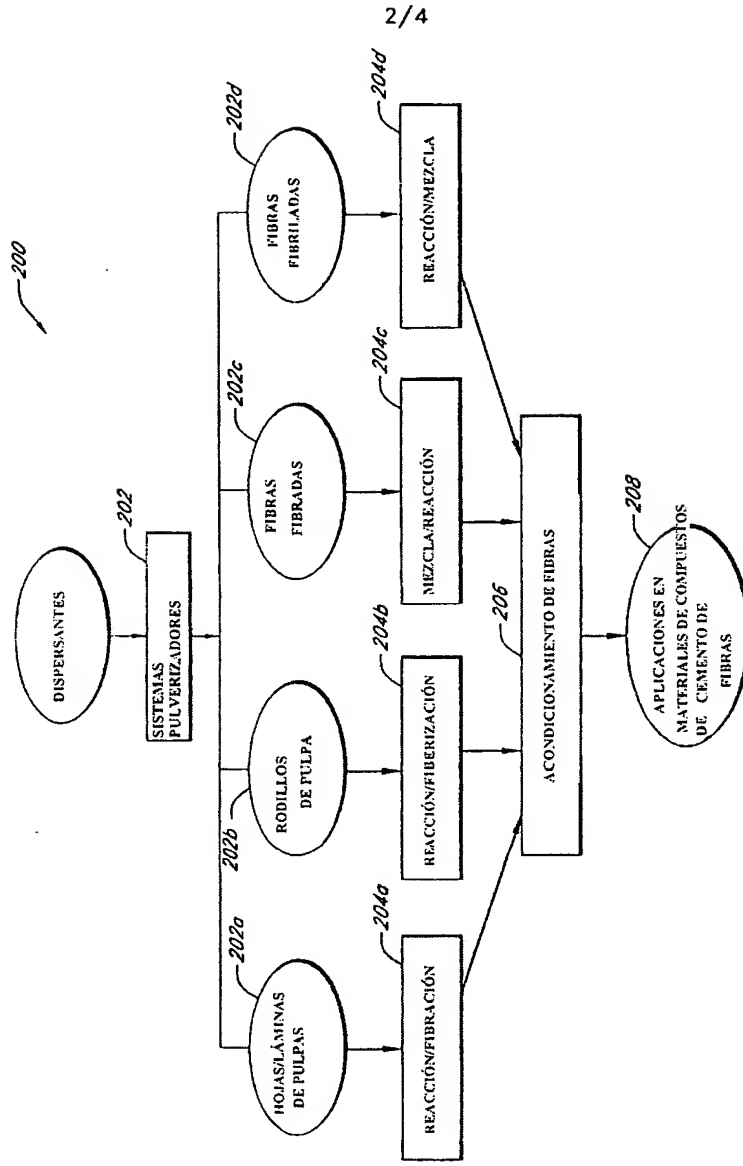 2/4
200
DISPERSANTES
202
SISTEMAS
PULVERIZADORES
202a
HOJAS/LÁMINAS
DE PULPAS
202b
RODILLOS
DE PULPA
202c
FIBRAS
FIBRADAS
202d
FIBRAS
FIBRILADAS
204a
REACCIÓN/FIBRACIÓN
204b
REACCIÓN/FIBERIZACIÓN
204c
MEZCLA/REACCIÓN
204d
REACCIÓN/MEZCLA
206
ACONDICIONAMIENTO DE FIBRAS
208
APLICACIONES EN
MATERIALES DE COMPUESTOS
DE CEMENTO DE
FIBRAS